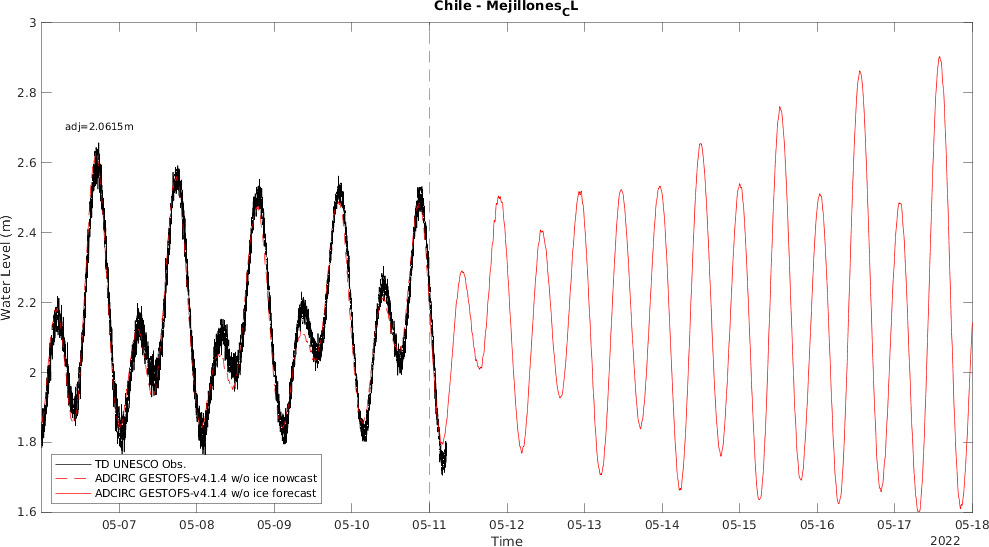 Chile - Mejillones_CL
3
2.8
adj=2.0615m
2.6
2.4
2.2
2
1.8
1.6
Water Level (m)
TD UNESCO Obs.
ADCIRC GESTOFS-v4.1.4 w/o ice nowcast
ADCIRC GESTOFS-v4.1.4 w/o ice forecast
05-07 05-08 05-09 05-10 05-11 05-12 05-13 05-14 05-15 05-16 05-17 05-18
Time
2022